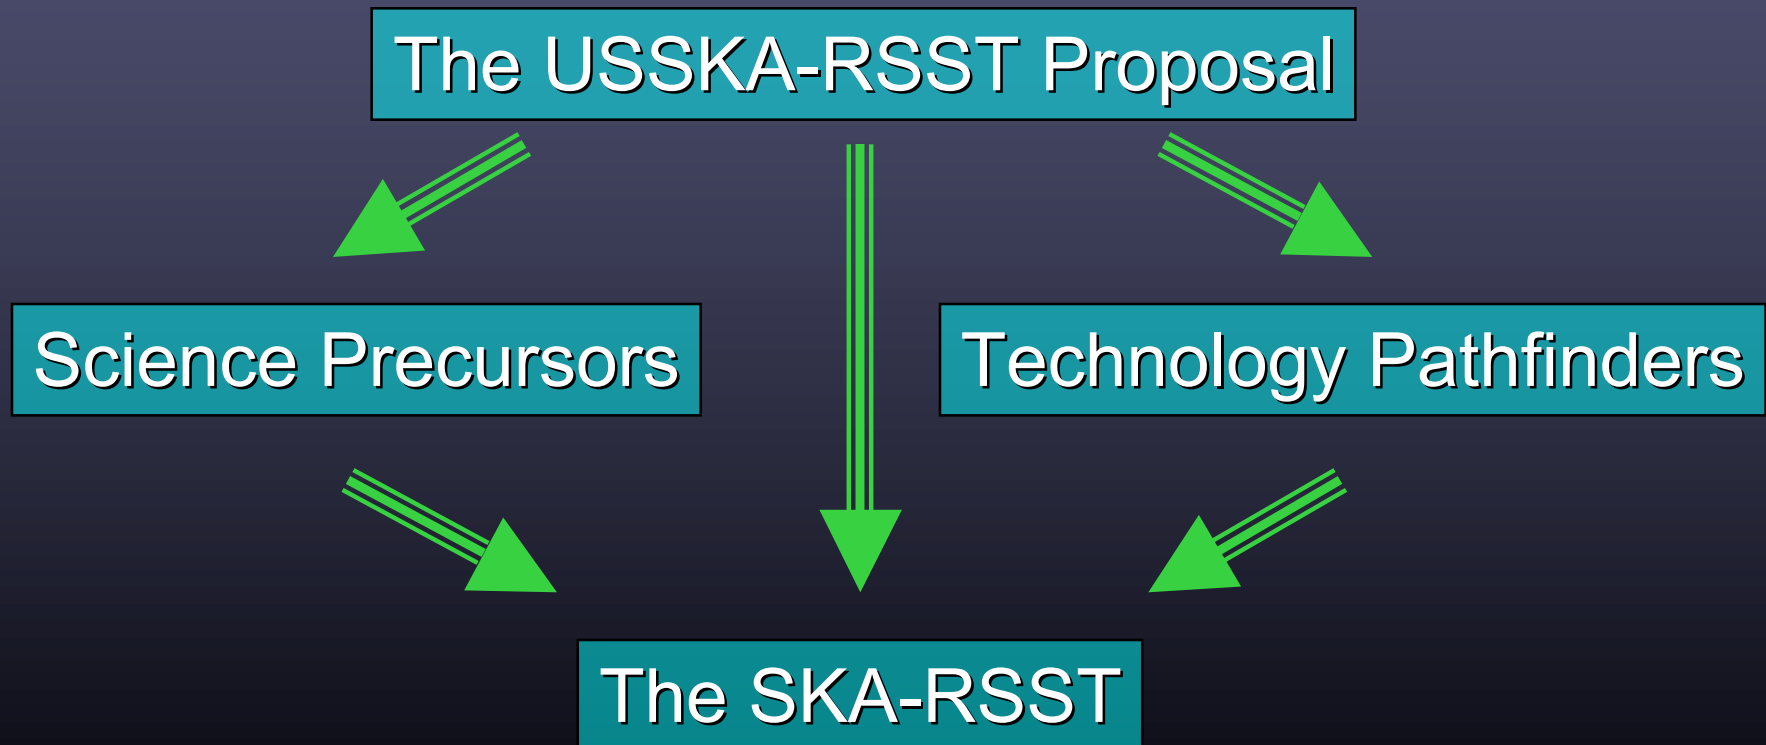 The USSKA-RSST Proposal
Science Precursors
Technology Pathfinders
The SKA-RSST